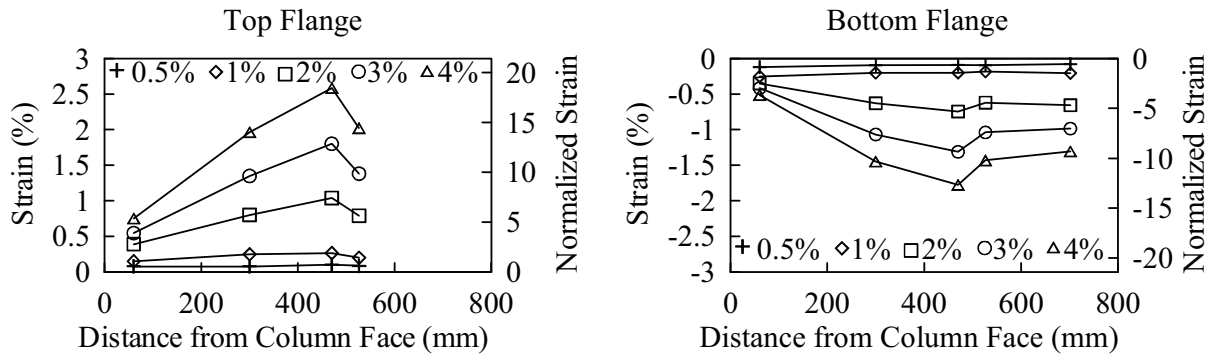 Top Flange
3
2.5
2
1.5
1
0.5
0
Strain (%)
0.5% 1% 2% 3% 4%
20
15
10
5
0
Normalized Strain
0 200 400 600 800
Distance from Column Face (mm)
Bottom Flange
-0
-0.5
-1
-1.5
-2
-2.5
-3
Strain (%)
0.5% 1% 2% 3% 4%
0
-5
-10
-15
-20
Normalized Strain
0 200 400 600 800
Distance from Column Face (mm)